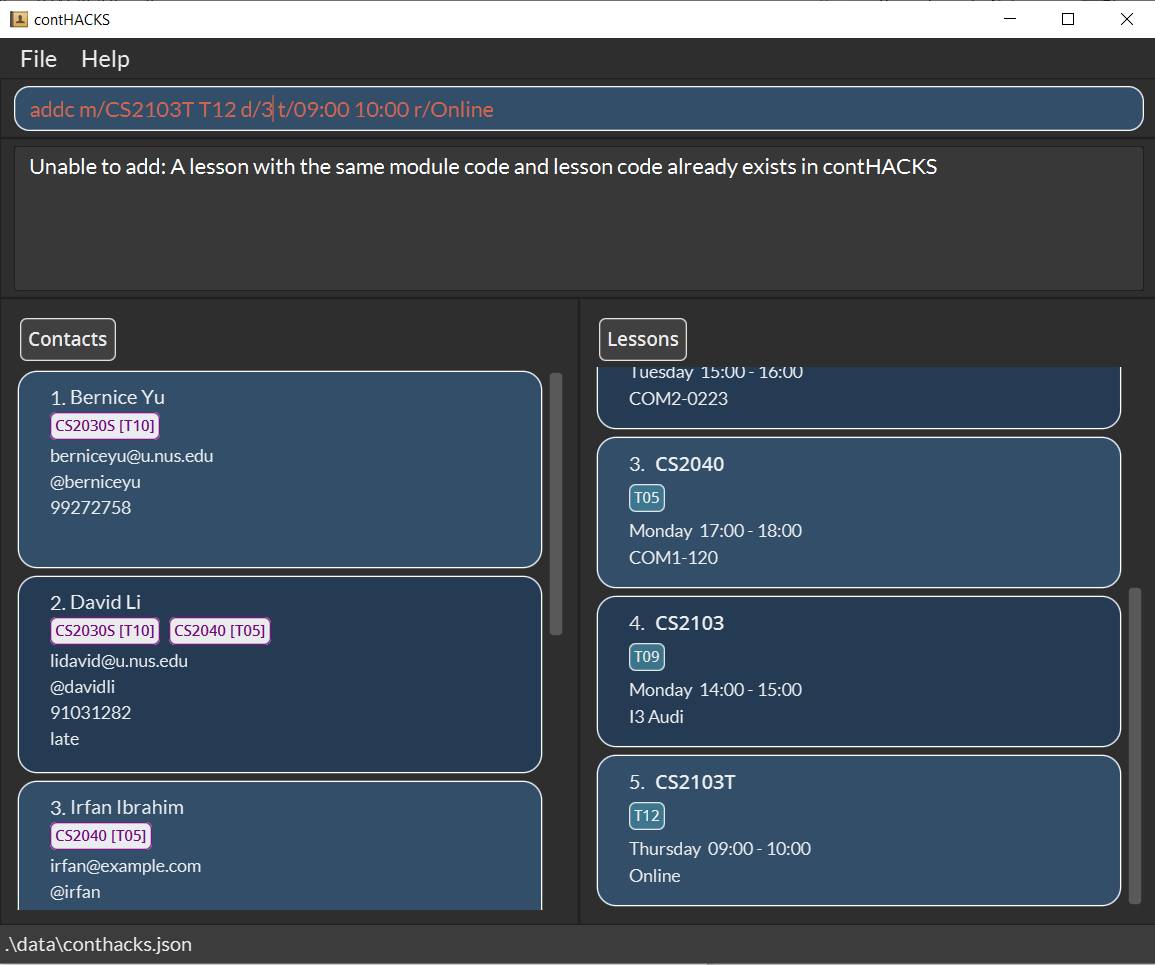 contHACKS
File Help
addc m/CS2103T T12 d/3 t/09:00 10:00 r/Online
Unable to add: A lesson with the same module code and lesson code already exists in contHACKS
Contacts
1. Bernice Yu
CS2030S [T10]
berniceyu@u.nus.edu
@berniceyu
99272758
2. David Li
CS2030S [T10] CS2040 [T05]
lidavid@u.nus.edu
@davidli
91031282
late
3. Irfan Ibrahim
CS2040 [T05]
irfan@example.com
@irfan
Lessons
Tuesday 15:00 - 16:00
COM2-0223
3. CS2040
T05
Monday 17:00 - 18:00
COM1-120
4. CS2103
T09
Monday 14:00 - 15:00
I3 Audi
5. CS2103T
T12
Thursday 09:00 - 10:00
Online
.\data\conthacks.json